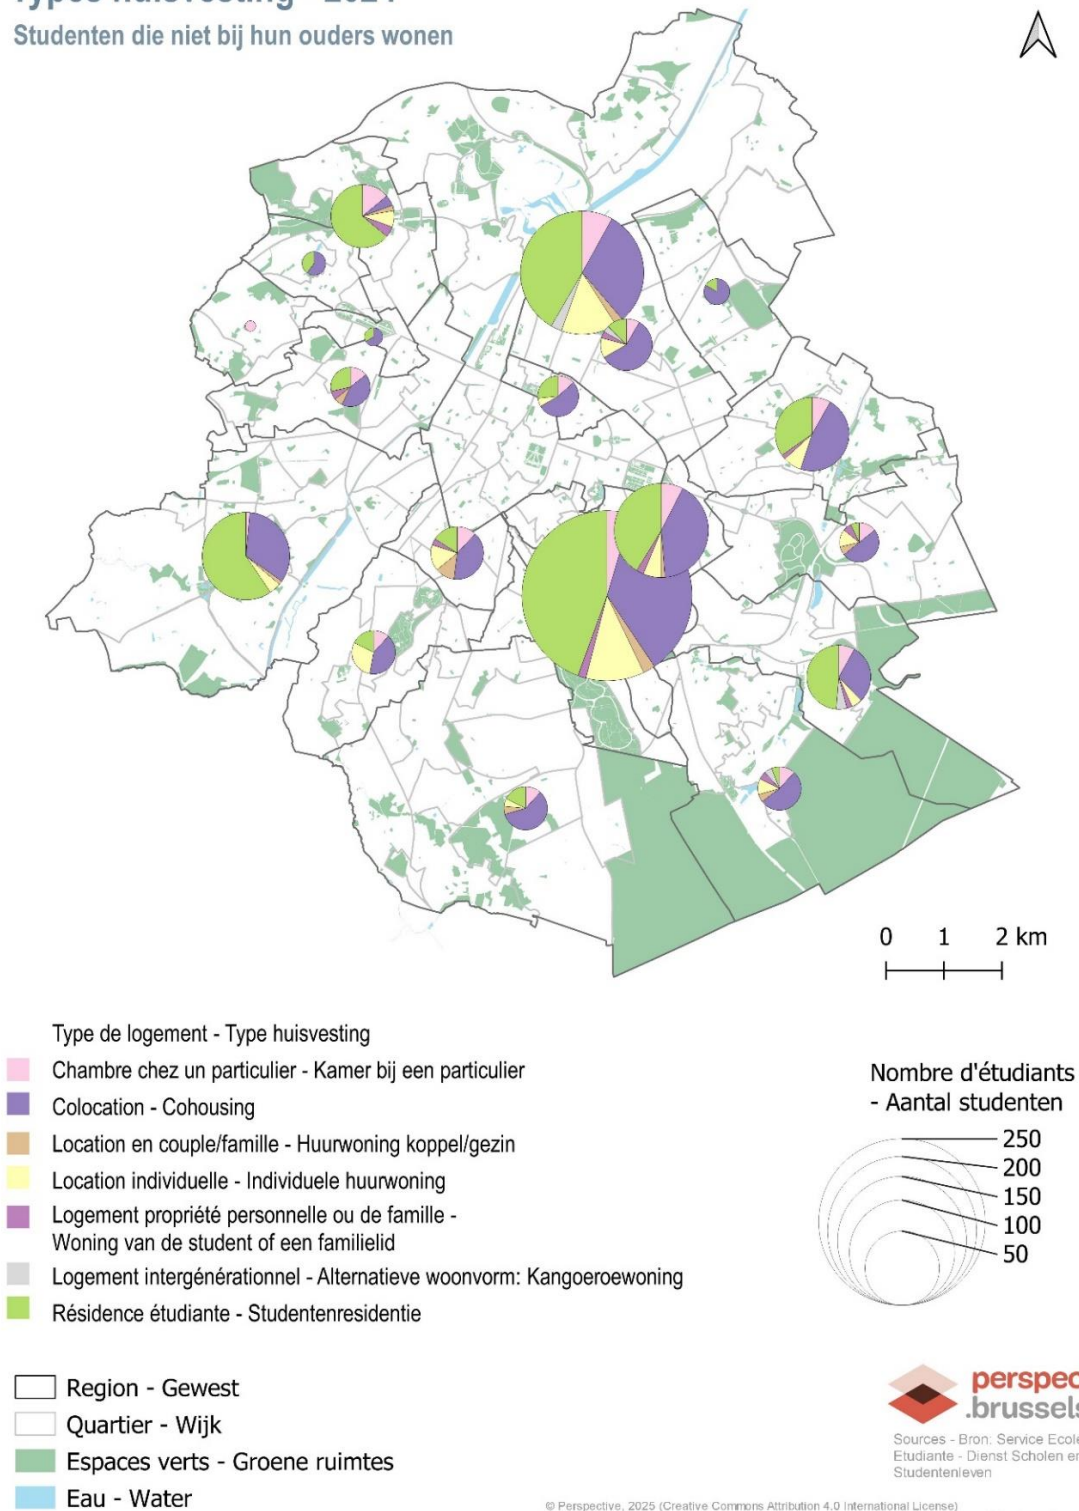 Types huisvesting - 2024
Studenten die niet bij hun ouders wonen
0 1 2 km
Type de logement - Type huisvesting
Chambre chez un particulier - Kamer bij een particulier
Colocation - Cohousing
Location en couple/famille - Huurwoning koppel/gezin
Location individuelle - Individuele huurwoning
Logement propriété personnelle ou de famille -
Woning van de student of een familielid
Logement intergénérationnel - Alternatieve woonvorm: Kangoeroewoning
Résidence étudiante - Studentenresidentie
Nombre d'étudiants
- Aantal studenten
250
200
150
100
50
Region - Gewest
Quartier - Wijk
Espaces verts - Groene ruimtes
Eau - Water
perspec
.brussels
Sources - Bron: Service Ecole
Etudiante - Dienst Scholen en
Studentenleven
© Perspective, 2025 (Creative Commons Attribution 4.0 International License)